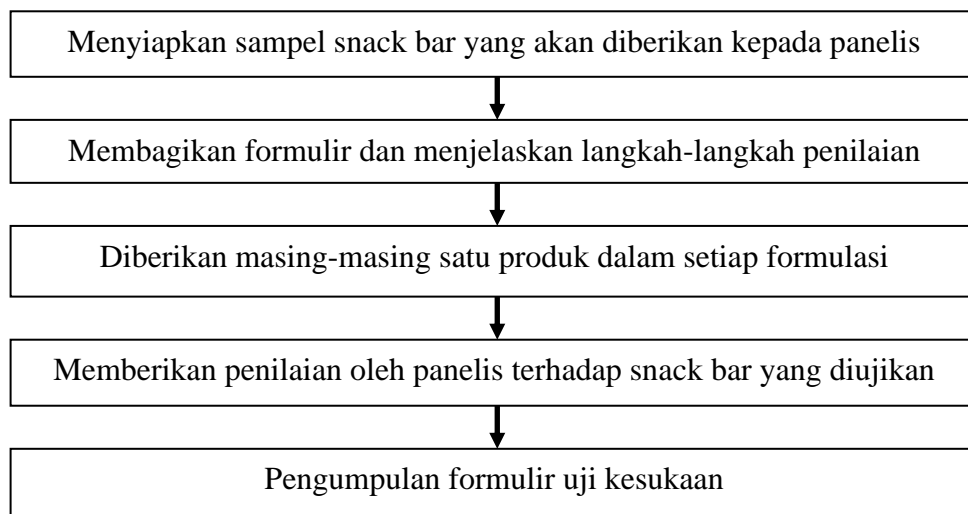 Menyiapkan sampel snack bar yang akan diberikan kepada panelis
Membagikan formulir dan menjelaskan langkah-langkah penilaian
Diberikan masing-masing satu produk dalam setiap formulasi
Memberikan penilaian oleh panelis terhadap snack bar yang diujikan
Pengumpulan formulir uji kesukaan